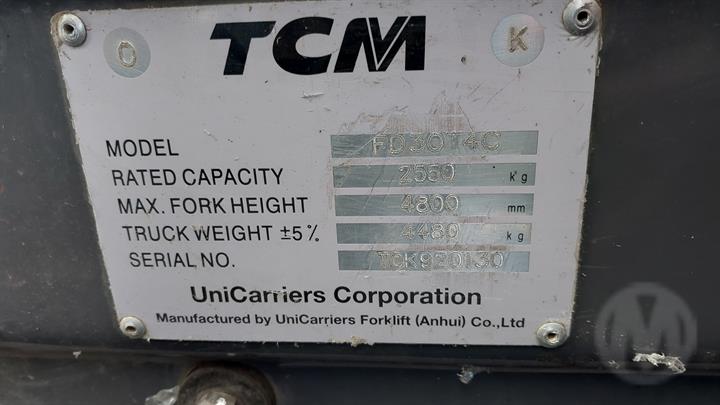 O TCM K
MODEL FD30T4C
RATED CAPACITY 2550 kg
MAX. FORK HEIGHT 4800 mm
TRUCK WEIGHT ±5% 4480 kg
SERIAL NO. TCK920130
UniCarriers Corporation
Manufactured by UniCarriers Forklift (Anhui) Co.,Ltd
M